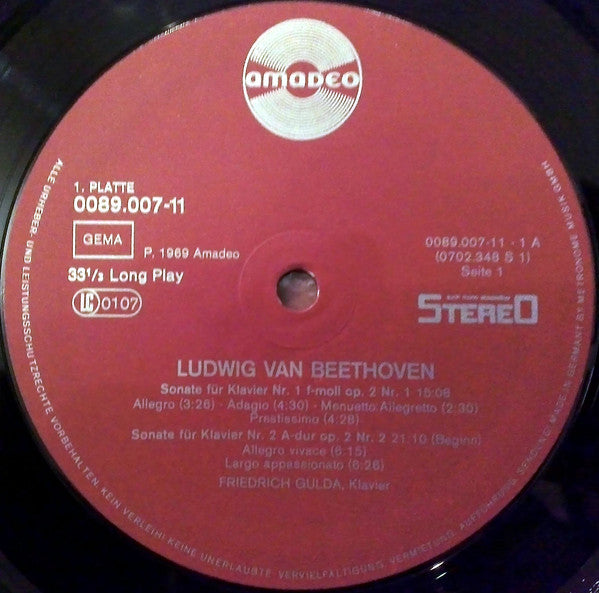 AMADEO
1. PLATTE
0089.007-11
GEMA
P. 1969 Amadeo
33 1/3 Long Play
LC 0107
0089.007-11 · 1 A
(0702.348 S 1)
Seite 1
STEREO
LUDWIG VAN BEETHOVEN
Sonate für Klavier Nr. 1 f-moll op. 2 Nr. 1 15:06
Allegro (3:26) · Adagio (4:30) · Menuetto:Allegretto (2:30)
Prestissimo (4:28)
Sonate für Klavier Nr. 2 A-dur op. 2 Nr. 2 21:10 (Beginn)
Allegro vivace (6:15)
Largo appassionato (6:26)
FRIEDRICH GULDA, Klavier
ALLE URHEBER- UND LEISTUNGSSCHUTZRECHTE VORBEHALTEN. KEIN VERLEIH! KEINE UNERLAUBTE VERVIELFÄLTIGUNG, VERMIETUNG, AUFFÜHRUNG, SENDUNG! MADE IN GERMANY BY METRONOME MUSIK GMBH